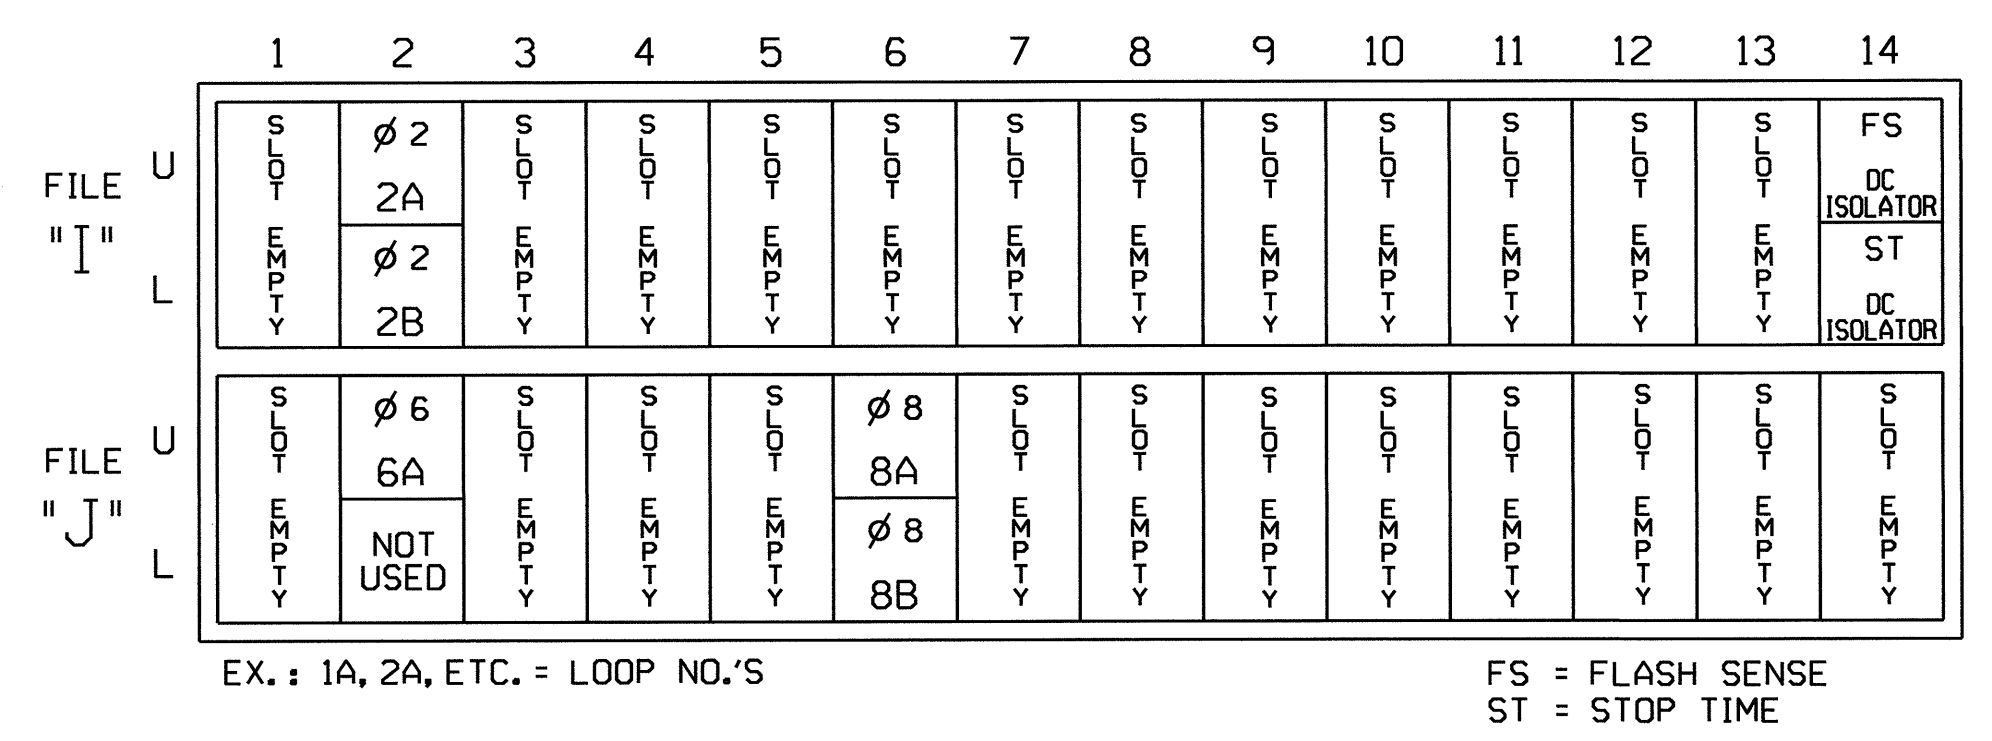 1 2 3 4 5 6 7 8 9 10 11 12 13 14
FILE "I"
U
L
SLOT EMPTY
Ø 2
2A
Ø 2
2B
SLOT EMPTY
SLOT EMPTY
SLOT EMPTY
SLOT EMPTY
SLOT EMPTY
SLOT EMPTY
SLOT EMPTY
SLOT EMPTY
SLOT EMPTY
SLOT EMPTY
SLOT EMPTY
FS
DC
ISOLATOR
ST
DC
ISOLATOR
FILE "J"
U
L
SLOT EMPTY
Ø 6
6A
NOT
USED
SLOT EMPTY
SLOT EMPTY
SLOT EMPTY
Ø 8
8A
Ø 8
8B
SLOT EMPTY
SLOT EMPTY
SLOT EMPTY
SLOT EMPTY
SLOT EMPTY
SLOT EMPTY
SLOT EMPTY
SLOT EMPTY
EX.: 1A, 2A, ETC. = LOOP NO.'S
FS = FLASH SENSE
ST = STOP TIME